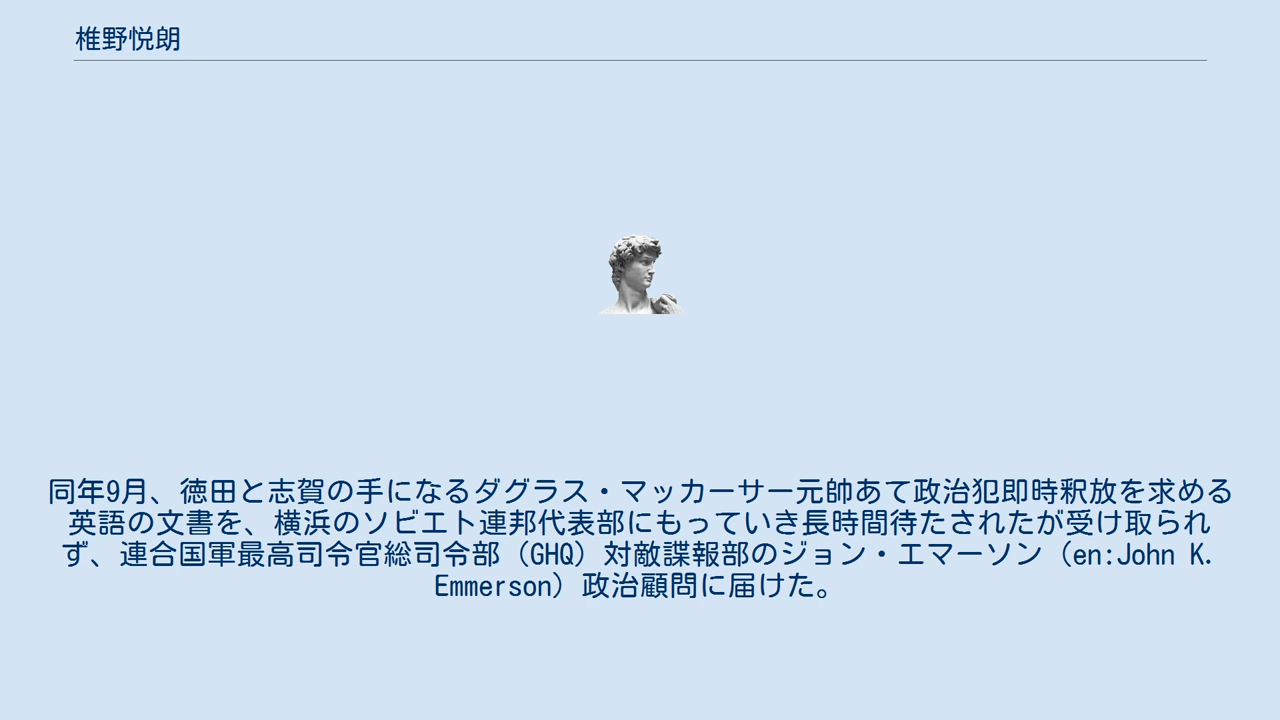 椎野悦朗
同年9月、徳田と志賀の手になるダグラス・マッカーサー元帥あて政治犯即時釈放を求める
英語の文書を、横浜のソビエト連邦代表部にもっていき長時間待たされたが受け取られ
ず、連合国軍最高司令官総司令部（GHQ）対敵諜報部のジョン・エマーソン（en:John K.
Emmerson）政治顧問に届けた。